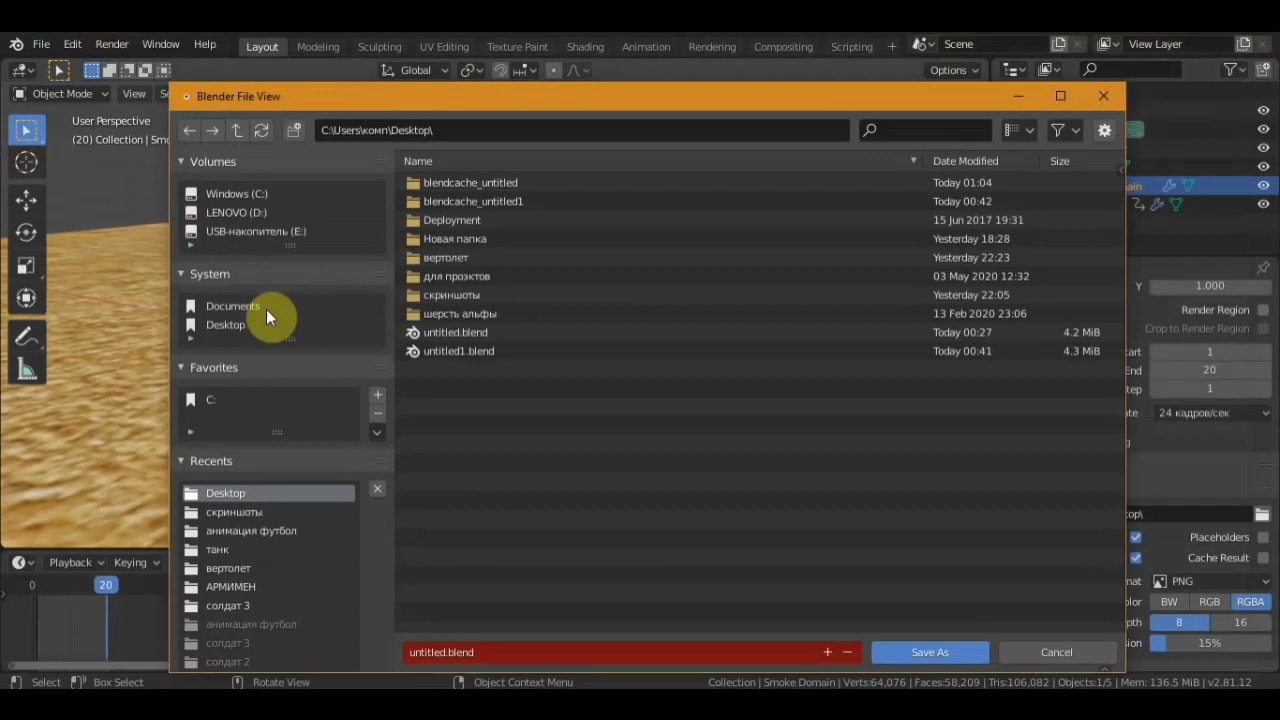 File Edit Render Window Help Layout Modeling Sculpting UV Editing Texture Paint Shading Animation Rendering Compositing Scripting + Scene View Layer
Global Options
Object Mode View
User Perspective
(20) Collection | Smo
Blender File View
C:\Users\комп\Desktop\
Volumes
Windows (C:)
LENOVO (D:)
USB-накопитель (E:)
System
Documents
Desktop
Favorites
C:
Recents
Desktop
скриншоты
анимация футбол
танк
вертолет
АРМИМЕН
солдат 3
анимация футбол
солдат 3
солдат 2
Name Date Modified Size
blendcache_untitled Today 01:04
blendcache_untitled1 Today 00:42
Deployment 15 Jun 2017 19:31
Новая папка Yesterday 18:28
вертолет Yesterday 22:23
для проэктов 03 May 2020 12:32
скриншоты Yesterday 22:05
шерсть альфы 13 Feb 2020 23:06
untitled.blend Today 00:27 4.2 MiB
untitled1.blend Today 00:41 4.3 MiB
untitled.blend + − Save As Cancel
Y 1.000
Render Region
Crop to Render Region
1
End 20
1
24 кадров/сек
Placeholders
Cache Result
PNG
BW RGB RGBA
8 16
15%
Playback Keying
0 20
Select Box Select Rotate View Object Context Menu Collection | Smoke Domain | Verts:64,076 | Faces:58,209 | Tris:106,082 | Objects:1/5 | Mem: 136.5 MiB | v2.81.12